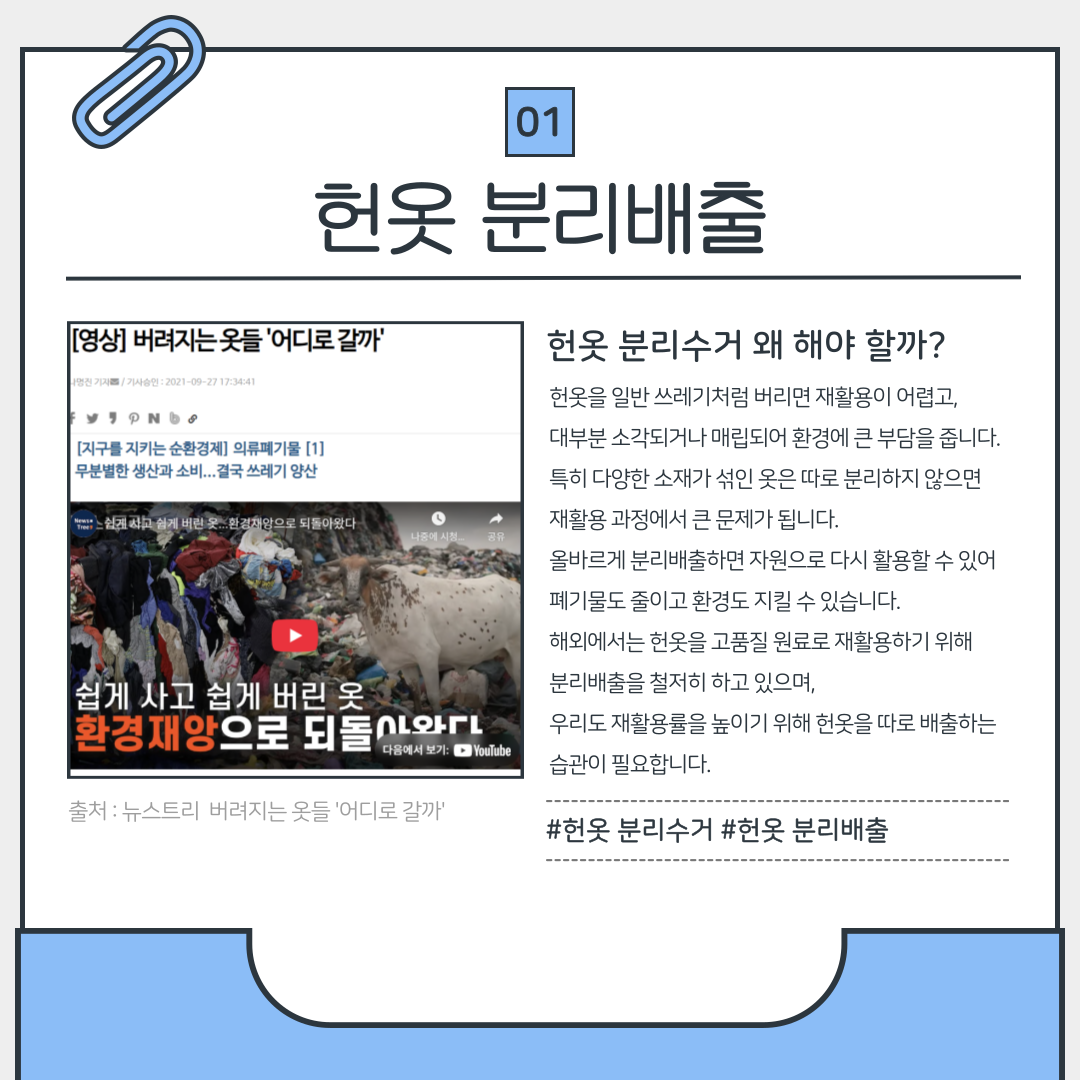 01
헌옷 분리배출
[영상] 버려지는 옷들 '어디로 갈까'
나명진 기자 / 기사승인 : 2021-09-27 17:34:41
[지구를 지키는 순환경제] 의류폐기물 [1]
무분별한 생산과 소비...결국 쓰레기 양산
News Tree
쉽게 사고 쉽게 버린 옷...환경재앙으로 되돌아왔다
나중에 시청...
공유
쉽게 사고 쉽게 버린 옷
환경재앙으로 되돌아왔다
다음에서 보기: YouTube
출처 : 뉴스트리 버려지는 옷들 '어디로 갈까'
헌옷 분리수거 왜 해야 할까?
헌옷을 일반 쓰레기처럼 버리면 재활용이 어렵고,
대부분 소각되거나 매립되어 환경에 큰 부담을 줍니다.
특히 다양한 소재가 섞인 옷은 따로 분리하지 않으면
재활용 과정에서 큰 문제가 됩니다.
올바르게 분리배출하면 자원으로 다시 활용할 수 있어
폐기물도 줄이고 환경도 지킬 수 있습니다.
해외에서는 헌옷을 고품질 원료로 재활용하기 위해
분리배출을 철저히 하고 있으며,
우리도 재활용률을 높이기 위해 헌옷을 따로 배출하는
습관이 필요합니다.
#헌옷 분리수거 #헌옷 분리배출